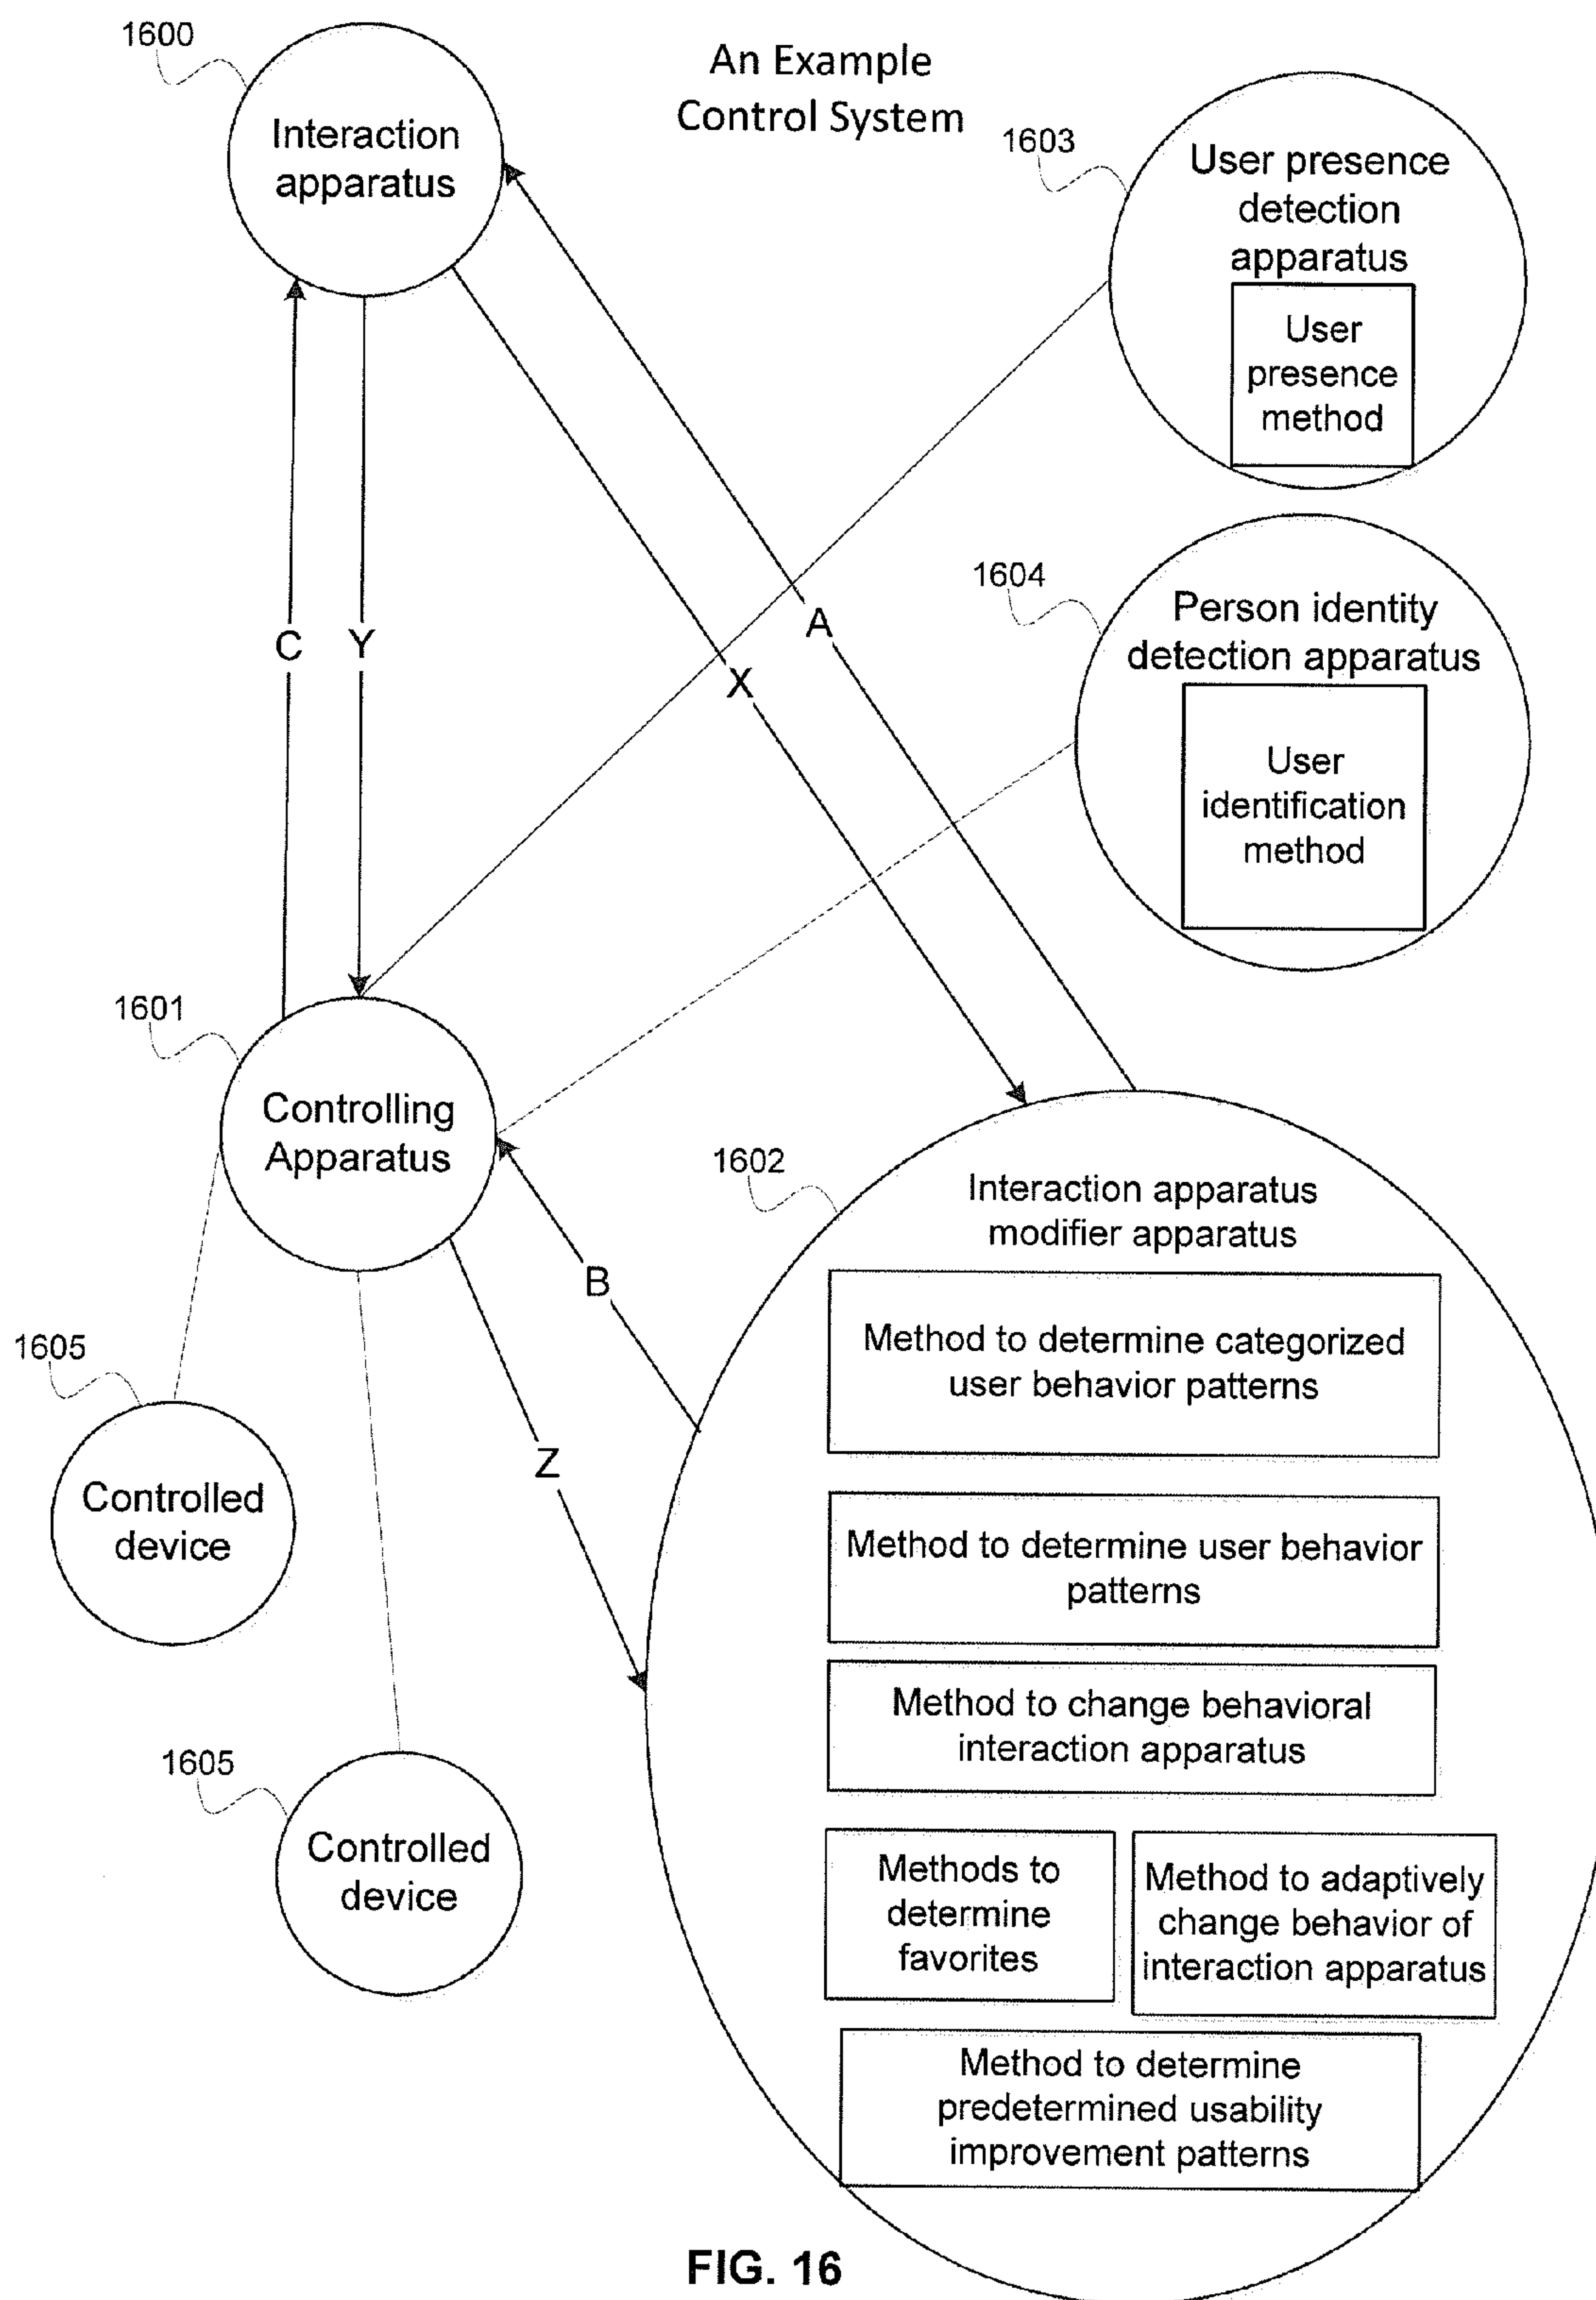 1600
An Example
Control System
Interaction
apparatus
1603
User presence
detection
apparatus
User
presence
method
1604
Person identity
detection apparatus
User
identification
method
A
X
C
Y
1601
Controlling
Apparatus
1602
Interaction apparatus
modifier apparatus
B
Z
Method to determine categorized
user behavior patterns
1605
Controlled
device
Method to determine user behavior
patterns
Method to change behavioral
interaction apparatus
1605
Controlled
device
Methods to
determine
favorites
Method to adaptively
change behavior of
interaction apparatus
Method to determine
predetermined usability
improvement patterns
FIG. 16